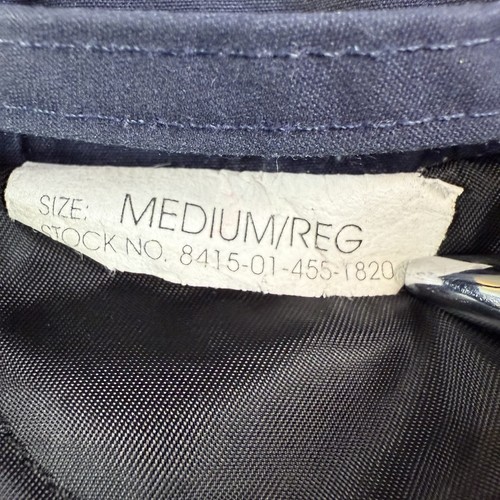 SIZE: MEDIUM/REG
STOCK NO. 8415-01-455-1820